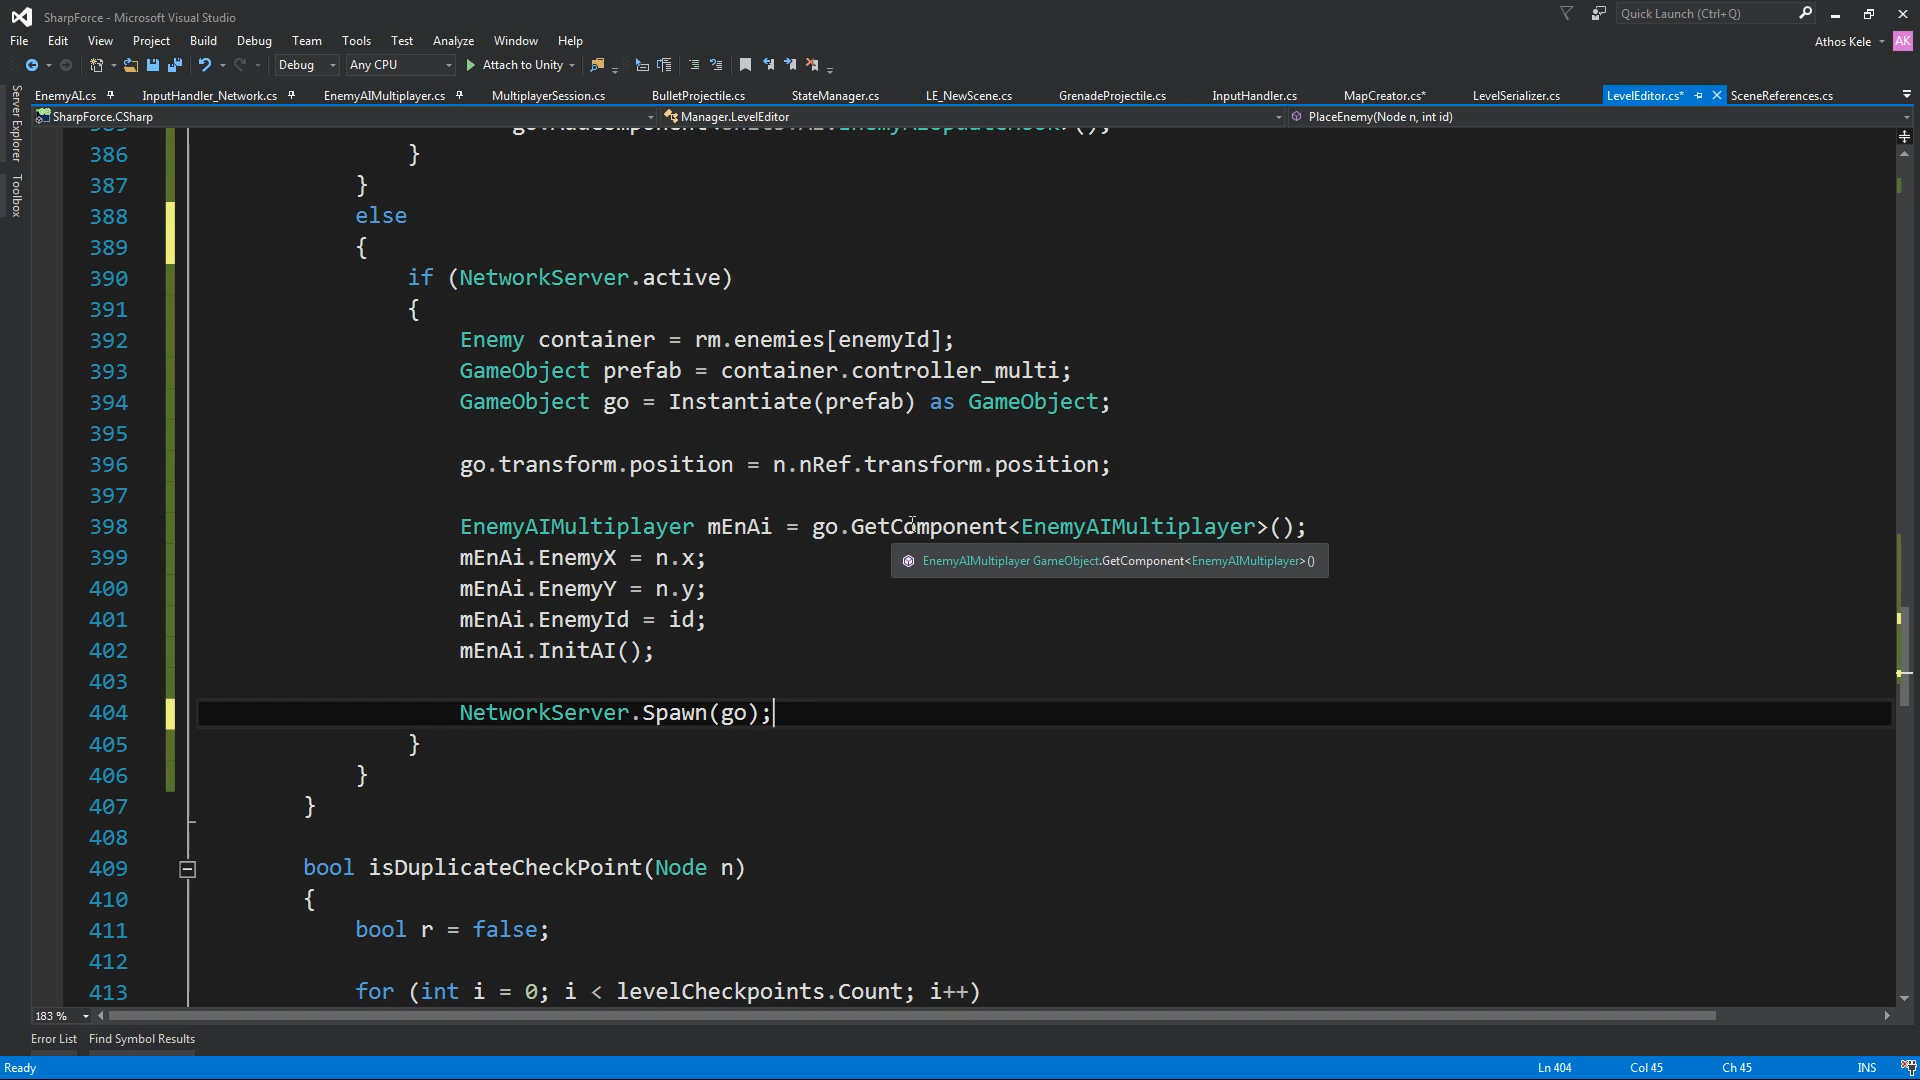 SharpForce - Microsoft Visual Studio
Quick Launch (Ctrl+Q)
File Edit View Project Build Debug Team Tools Test Analyze Window Help
Athos Kele AK
Debug Any CPU Attach to Unity
EnemyAI.cs InputHandler_Network.cs EnemyAIMultiplayer.cs MultiplayerSession.cs BulletProjectile.cs StateManager.cs LE_NewScene.cs GrenadeProjectile.cs InputHandler.cs MapCreator.cs* LevelSerializer.cs LevelEditor.cs* SceneReferences.cs
SharpForce.CSharp Manager.LevelEditor PlaceEnemy(Node n, int id)
Server Explorer
Toolbox
386 }
387 }
388 else
389 {
390 if (NetworkServer.active)
391 {
392 Enemy container = rm.enemies[enemyId];
393 GameObject prefab = container.controller_multi;
394 GameObject go = Instantiate(prefab) as GameObject;
395
396 go.transform.position = n.nRef.transform.position;
397
398 EnemyAIMultiplayer mEnAi = go.GetComponent<EnemyAIMultiplayer>();
399 mEnAi.EnemyX = n.x;
EnemyAIMultiplayer GameObject.GetComponent<EnemyAIMultiplayer>()
400 mEnAi.EnemyY = n.y;
401 mEnAi.EnemyId = id;
402 mEnAi.InitAI();
403
404 NetworkServer.Spawn(go);
405 }
406 }
407 }
408
409 bool isDuplicateCheckPoint(Node n)
410 {
411 bool r = false;
412
413 for (int i = 0; i < levelCheckpoints.Count; i++)
183 %
Error List Find Symbol Results
Ready Ln 404 Col 45 Ch 45 INS